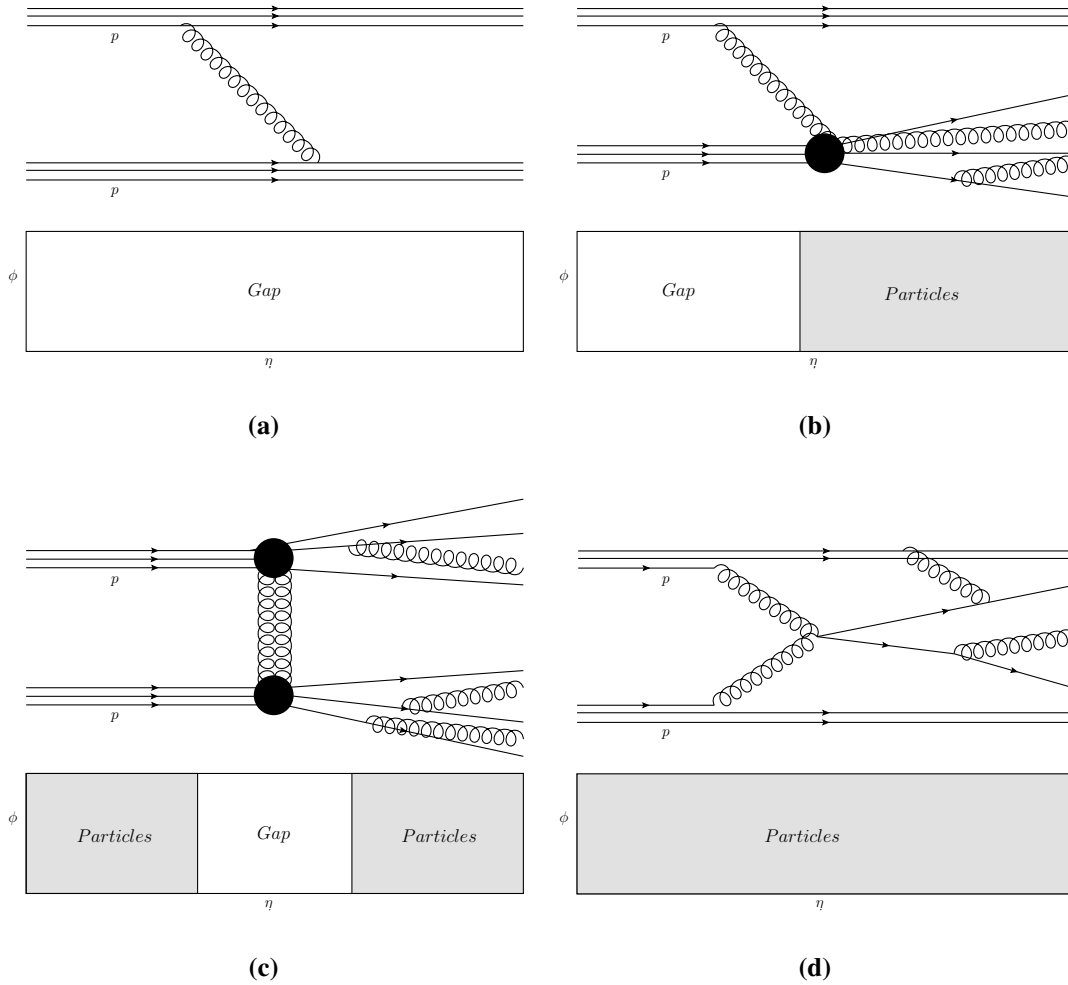 p
p
ϕ
Gap
η
(a)
p
p
ϕ
Gap
Particles
η
(b)
p
p
ϕ
Particles
Gap
Particles
η
(c)
p
p
ϕ
Particles
η
(d)